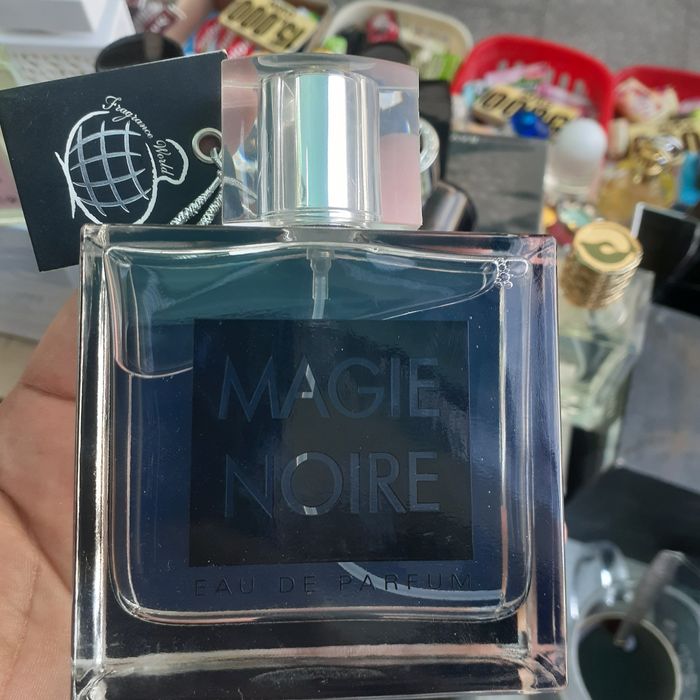 15.000
Fragrance World
MAGIE
NOIRE
EAU DE PARFUM